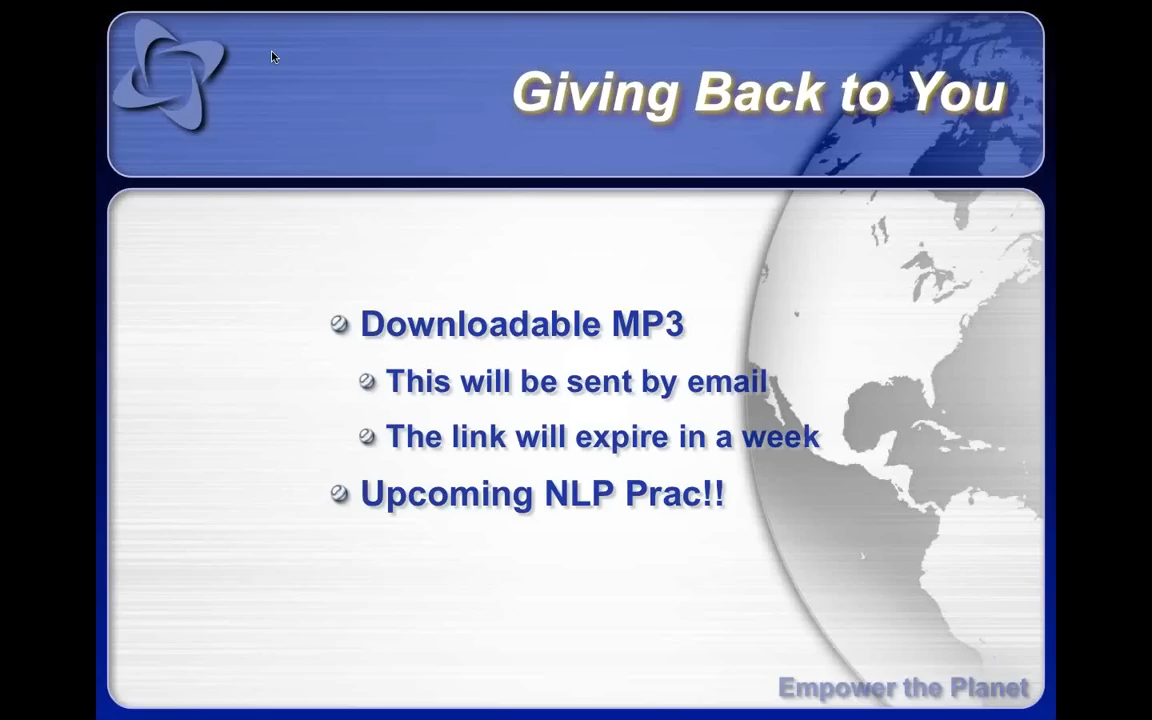 Giving Back to You
Downloadable MP3
This will be sent by email
The link will expire in a week
Upcoming NLP Prac!!
Empower the Planet